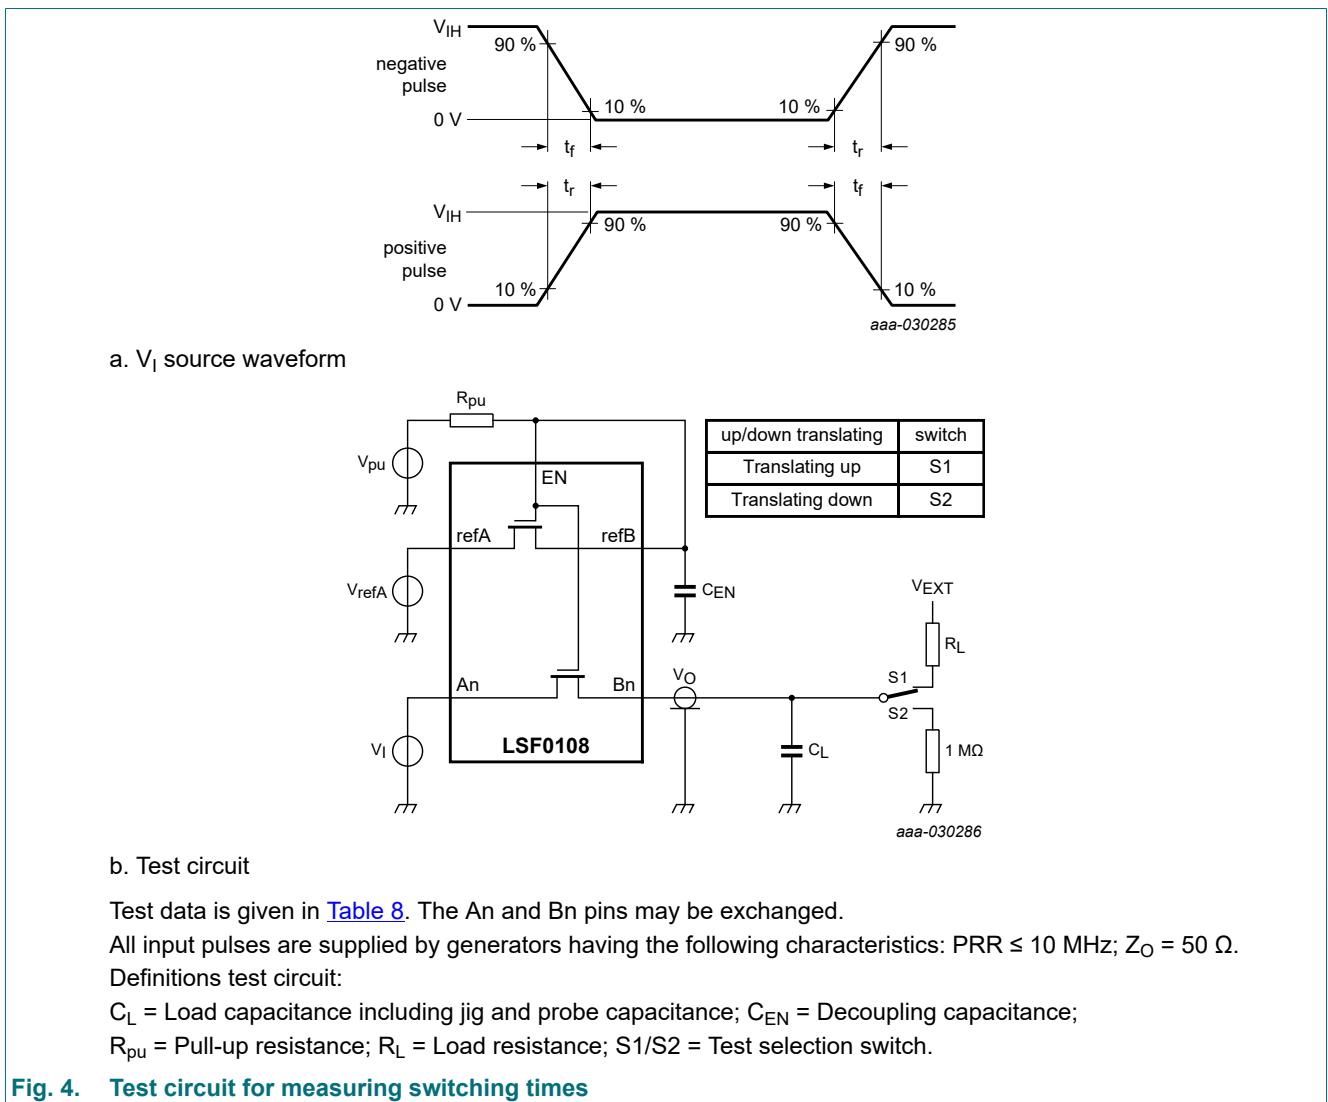 VIH
90 %
90 %
negative
pulse
10 %
10 %
0 V
tf
tr
tr
tf
VIH
90 %
90 %
positive
pulse
10 %
10 %
0 V
aaa-030285
a. VI source waveform
Rpu
up/down translating switch
Translating up S1
Translating down S2
Vpu
EN
refA
refB
VrefA
CEN
VEXT
RL
An
Bn
VO
S1
S2
VI
LSF0108
CL
1 MΩ
aaa-030286
b. Test circuit
Test data is given in Table 8. The An and Bn pins may be exchanged.
All input pulses are supplied by generators having the following characteristics: PRR ≤ 10 MHz; ZO = 50 Ω.
Definitions test circuit:
CL = Load capacitance including jig and probe capacitance; CEN = Decoupling capacitance;
Rpu = Pull-up resistance; RL = Load resistance; S1/S2 = Test selection switch.
Fig. 4. Test circuit for measuring switching times